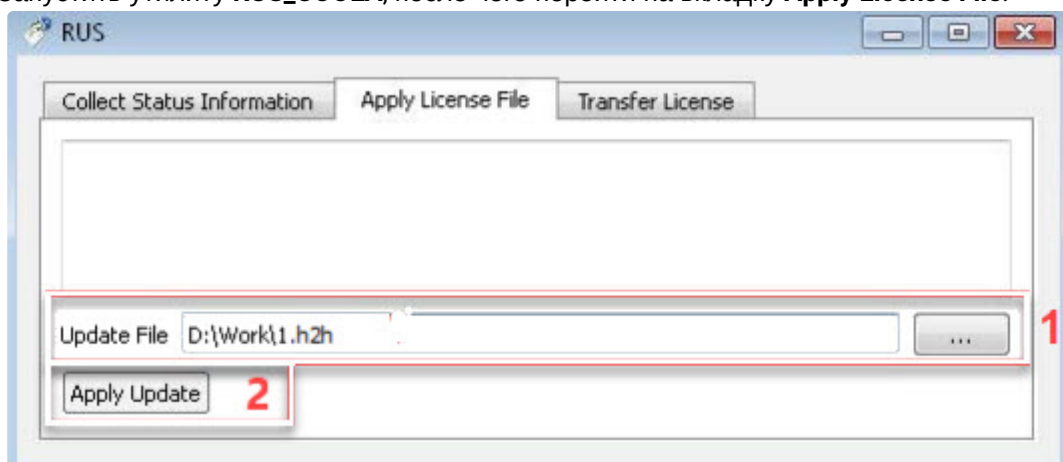 RUS
Collect Status Information Apply License File Transfer License
Update File D:\Work\1.h2h ... 1
Apply Update 2